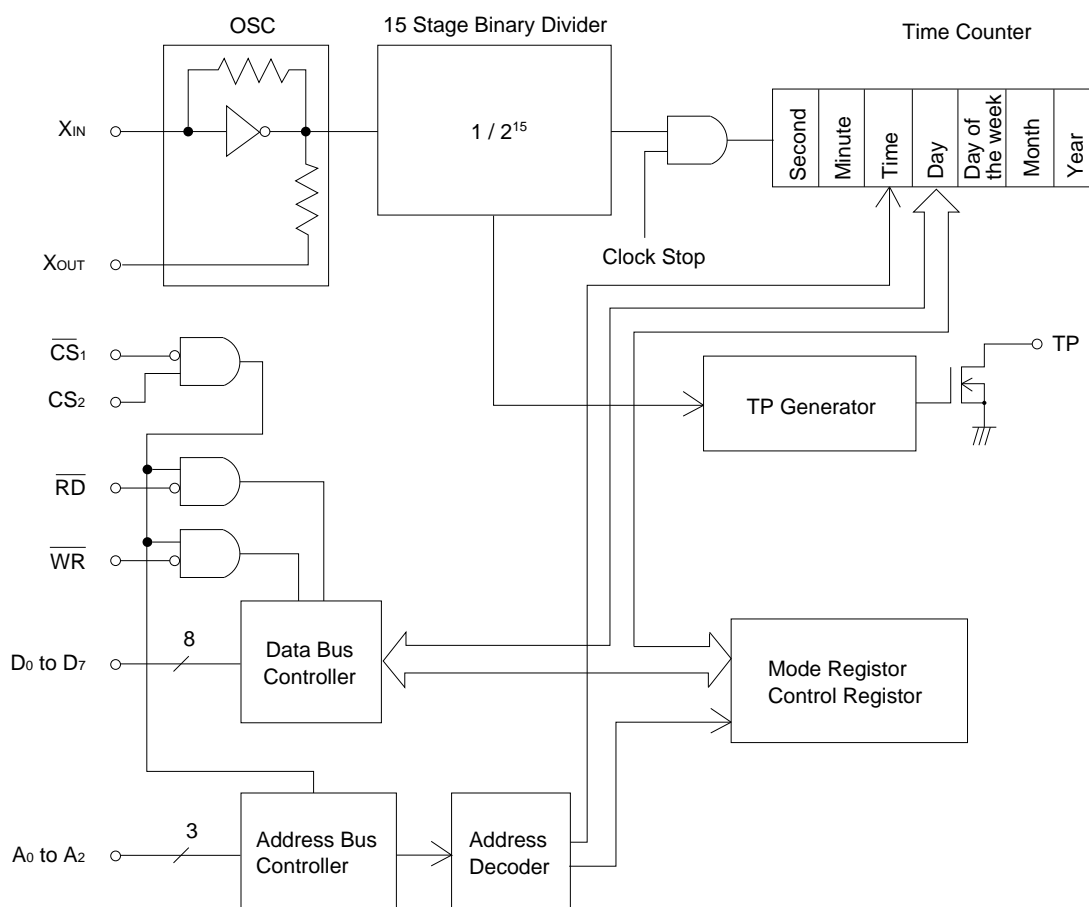 OSC
15 Stage Binary Divider
Time Counter
XIN
1 / 2¹⁵
Second
Minute
Time
Day
Day of
the week
Month
Year
XOUT
Clock Stop
CS1
CS2
TP
TP Generator
RD
WR
8
D0 to D7
Data Bus
Controller
Mode Registor
Control Registor
3
A0 to A2
Address Bus
Controller
Address
Decoder